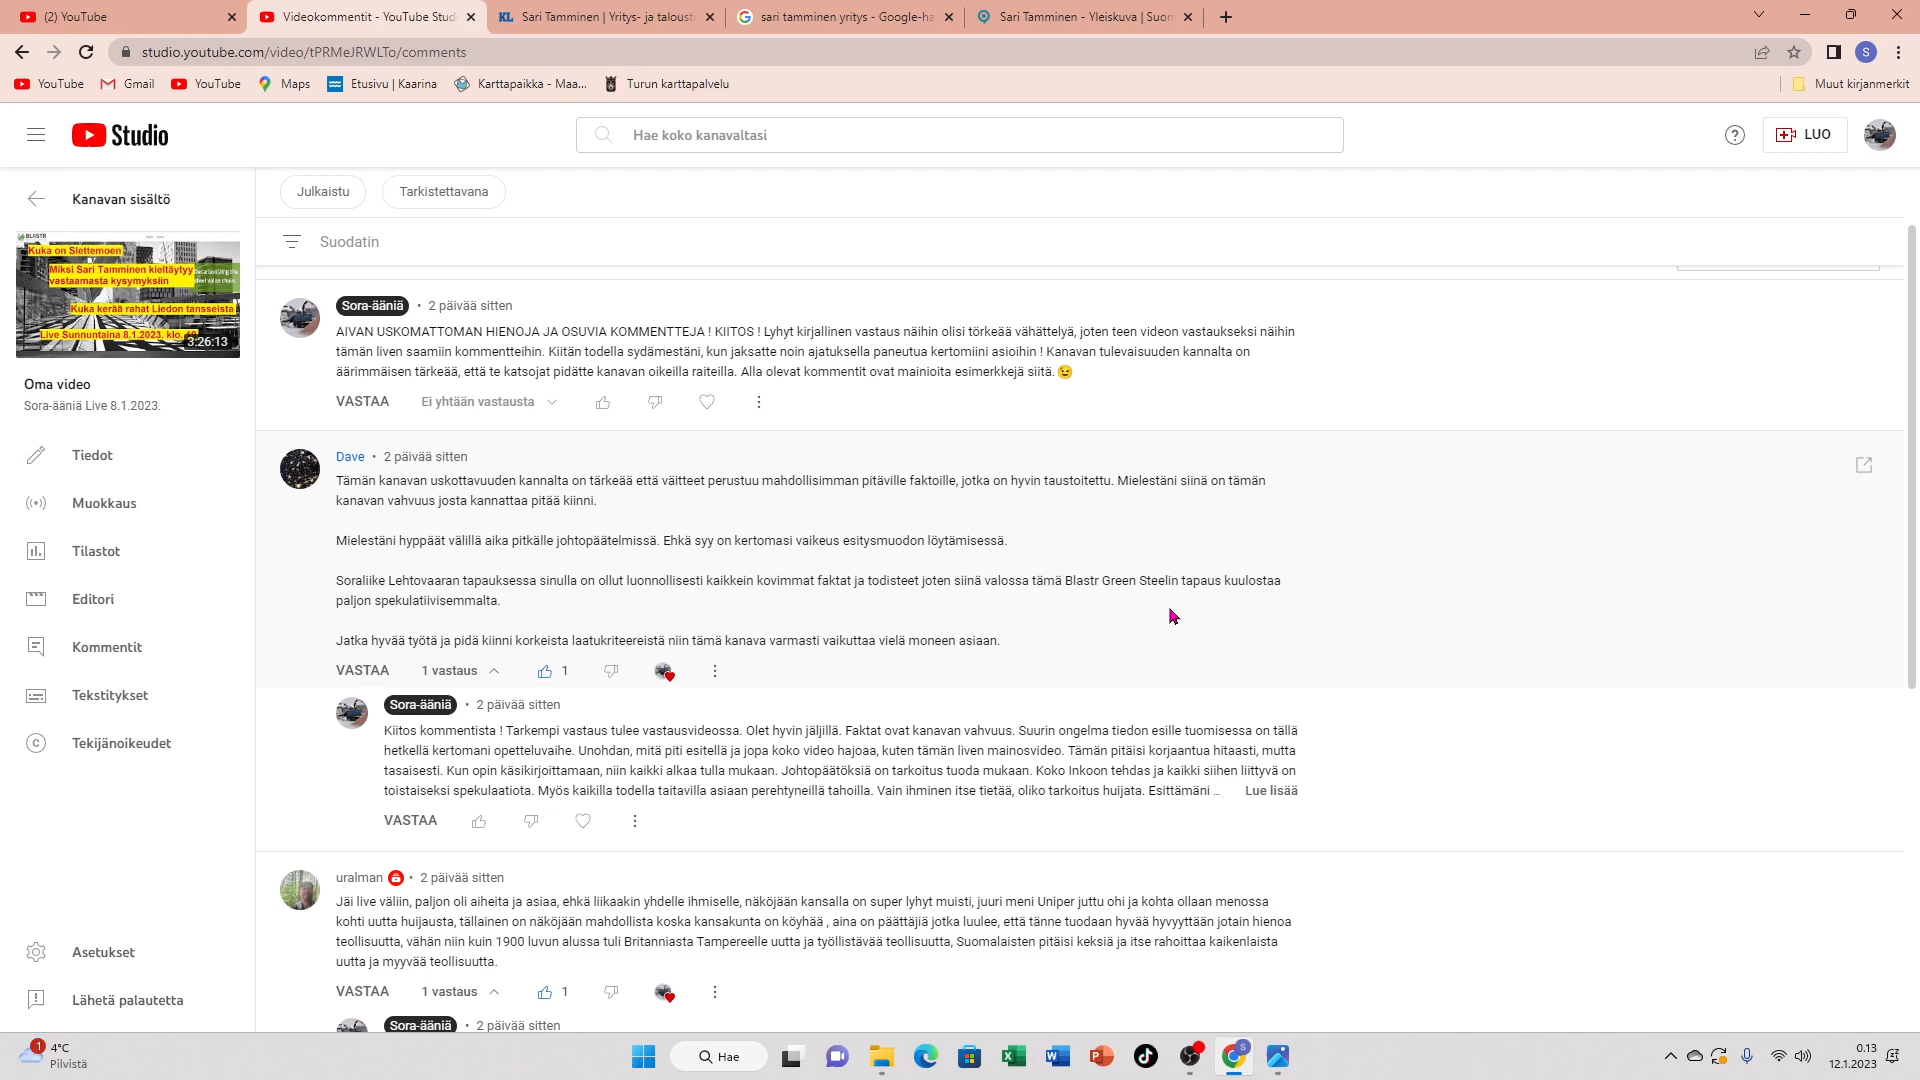 (2) YouTube
Videokommentit - YouTube Studi
KL Sari Tamminen | Yritys- ja talousti
sari tamminen yritys - Google-ha
Sari Tamminen - Yleiskuva | Suom
studio.youtube.com/video/tPRMeJRWLTo/comments
S
YouTube
Gmail
YouTube
Maps
Etusivu | Kaarina
Karttapaikka - Maa...
Turun karttapalvelu
Muut kirjanmerkit
Studio
Hae koko kanavaltasi
LUO
Kanavan sisältö
BLASTR
Kuka on Slettemoen
Miksi Sari Tamminen kieltäytyy
vastaamasta kysymyksiin
Decarbonizing the
steel value chain
Kuka kerää rahat Liedon tansseista
Live Sunnuntaina 8.1.2023. klo.
3:26:13
Oma video
Sora-ääniä Live 8.1.2023.
Tiedot
Muokkaus
Tilastot
Editori
Kommentit
Tekstitykset
Tekijänoikeudet
Asetukset
Lähetä palautetta
Julkaistu
Tarkistettavana
Suodatin
Sora-ääniä • 2 päivää sitten
AIVAN USKOMATTOMAN HIENOJA JA OSUVIA KOMMENTTEJA ! KIITOS ! Lyhyt kirjallinen vastaus näihin olisi törkeää vähättelyä, joten teen videon vastaukseksi näihin
tämän liven saamiin kommentteihin. Kiitän todella sydämestäni, kun jaksatte noin ajatuksella paneutua kertomiini asioihin ! Kanavan tulevaisuuden kannalta on
äärimmäisen tärkeää, että te katsojat pidätte kanavan oikeilla raiteilla. Alla olevat kommentit ovat mainioita esimerkkejä siitä. 😉
VASTAA Ei yhtään vastausta
Dave • 2 päivää sitten
Tämän kanavan uskottavuuden kannalta on tärkeää että väitteet perustuu mahdollisimman pitäville faktoille, jotka on hyvin taustoitettu. Mielestäni siinä on tämän
kanavan vahvuus josta kannattaa pitää kiinni.
Mielestäni hyppäät välillä aika pitkälle johtopäätelmissä. Ehkä syy on kertomasi vaikeus esitysmuodon löytämisessä.
Soraliike Lehtovaaran tapauksessa sinulla on ollut luonnollisesti kaikkein kovimmat faktat ja todisteet joten siinä valossa tämä Blastr Green Steelin tapaus kuulostaa
paljon spekulatiivisemmalta.
Jatka hyvää työtä ja pidä kiinni korkeista laatukriteereistä niin tämä kanava varmasti vaikuttaa vielä moneen asiaan.
VASTAA 1 vastaus 1
Sora-ääniä • 2 päivää sitten
Kiitos kommentista ! Tarkempi vastaus tulee vastausvideossa. Olet hyvin jäljillä. Faktat ovat kanavan vahvuus. Suurin ongelma tiedon esille tuomisessa on tällä
hetkellä kertomani opetteluvaihe. Unohdan, mitä piti esitellä ja jopa koko video hajoaa, kuten tämän liven mainosvideo. Tämän pitäisi korjaantua hitaasti, mutta
tasaisesti. Kun opin käsikirjoittamaan, niin kaikki alkaa tulla mukaan. Johtopäätöksiä on tarkoitus tuoda mukaan. Koko Inkoon tehdas ja kaikki siihen liittyvä on
toistaiseksi spekulaatiota. Myös kaikilla todella taitavilla asiaan perehtyneillä tahoilla. Vain ihminen itse tietää, oliko tarkoitus huijata. Esittämäni ... Lue lisää
VASTAA
uralman • 2 päivää sitten
Jäi live väliin, paljon oli aiheita ja asiaa, ehkä liikaakin yhdelle ihmiselle, näköjään kansalla on super lyhyt muisti, juuri meni Uniper juttu ohi ja kohta ollaan menossa
kohti uutta huijausta, tällainen on näköjään mahdollista koska kansakunta on köyhää , aina on päättäjiä jotka luulee, että tänne tuodaan hyvää hyvyyttään jotain hienoa
teollisuutta, vähän niin kuin 1900 luvun alussa tuli Britanniasta Tampereelle uutta ja työllistävää teollisuutta, Suomalaisten pitäisi keksiä ja itse rahoittaa kaikenlaista
uutta ja myyvää teollisuutta.
VASTAA 1 vastaus 1
Sora-ääniä • 2 päivää sitten
1
4°C
Pilvistä
Hae
S
0.13
12.1.2023